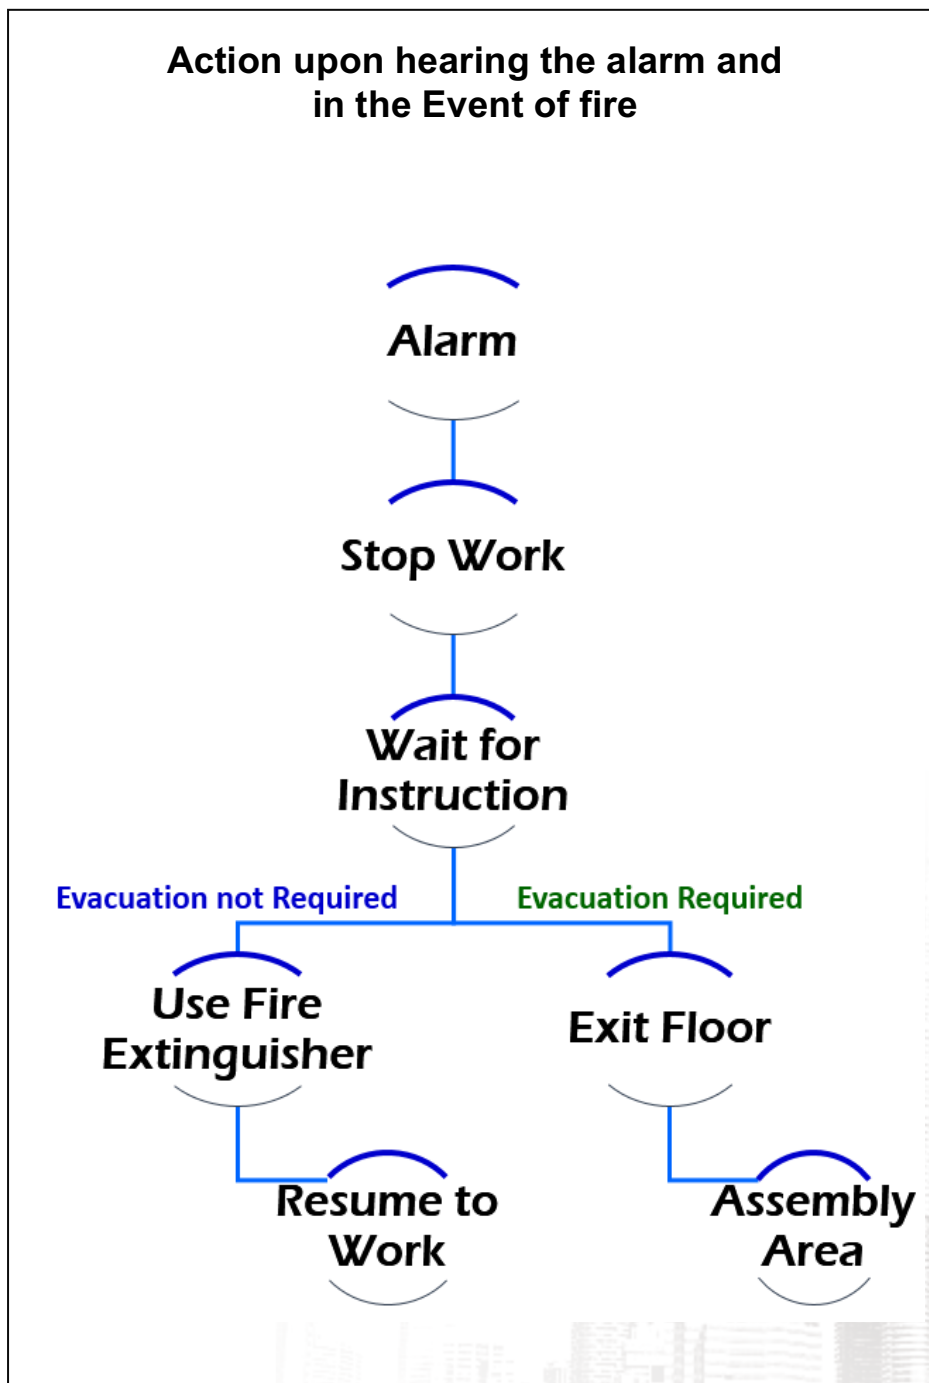 Action upon hearing the alarm and
in the Event of fire
Alarm
Stop Work
Wait for
Instruction
Evacuation not Required
Evacuation Required
Use Fire
Extinguisher
Exit Floor
Resume to
Work
Assembly
Area